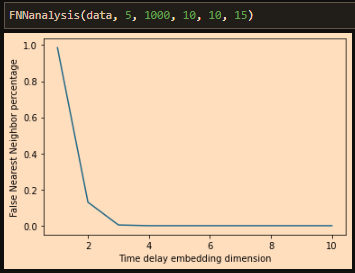 FNNanalysis(data, 5, 1000, 10, 10, 15)
1.0
0.8
0.6
0.4
0.2
0.0
False Nearest Neighbor percentage
2 4 6 8 10
Time delay embedding dimension